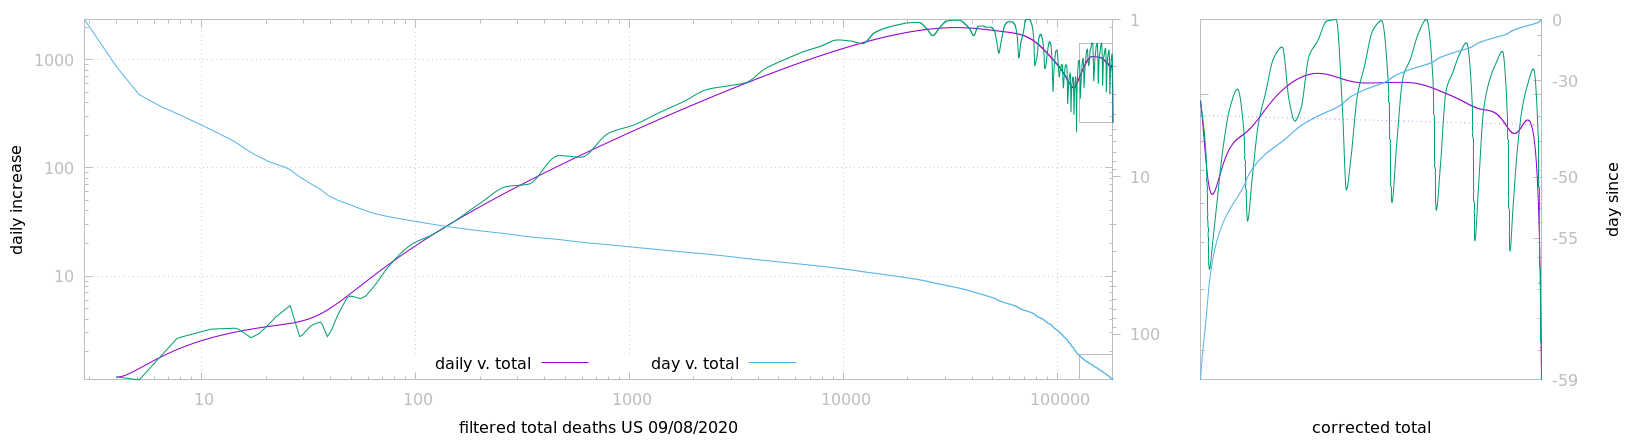 daily increase
1000
100
10
10
100
1000
10000
100000
1
10
100
daily v. total
day v. total
filtered total deaths US 09/08/2020
0
-30
-50
-55
-59
day since
corrected total